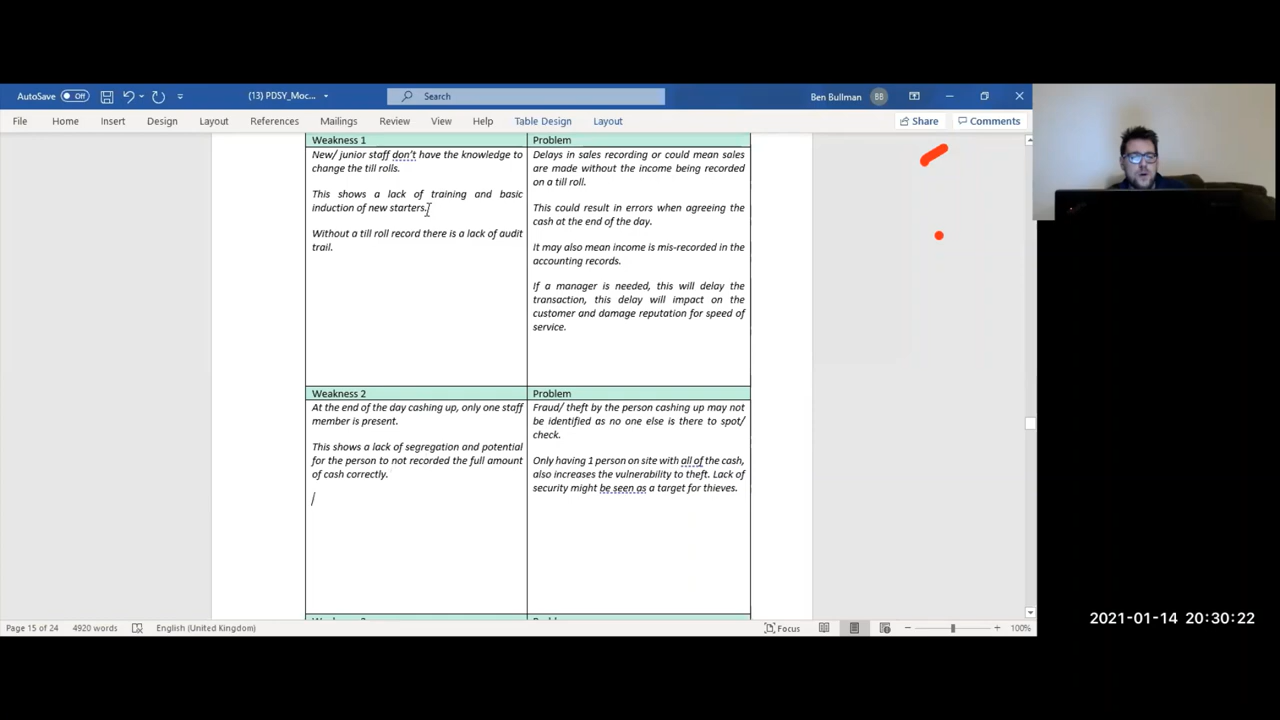 AutoSave Off (13) PDSY_Moc... Search Ben Bullman BB
File Home Insert Design Layout References Mailings Review View Help Table Design Layout Share Comments
Weakness 1
New/ junior staff don't have the knowledge to
change the till rolls.
This shows a lack of training and basic
induction of new starters.
Without a till roll record there is a lack of audit
trail.
Problem
Delays in sales recording or could mean sales
are made without the income being recorded
on a till roll.
This could result in errors when agreeing the
cash at the end of the day.
It may also mean income is mis-recorded in the
accounting records.
If a manager is needed, this will delay the
transaction, this delay will impact on the
customer and damage reputation for speed of
service.
Weakness 2
At the end of the day cashing up, only one staff
member is present.
This shows a lack of segregation and potential
for the person to not recorded the full amount
of cash correctly.
Problem
Fraud/ theft by the person cashing up may not
be identified as no one else is there to spot/
check.
Only having 1 person on site with all of the cash,
also increases the vulnerability to theft. Lack of
security might be seen as a target for thieves.
Page 15 of 24 4920 words English (United Kingdom) Focus 100%
2021-01-14 20:30:22